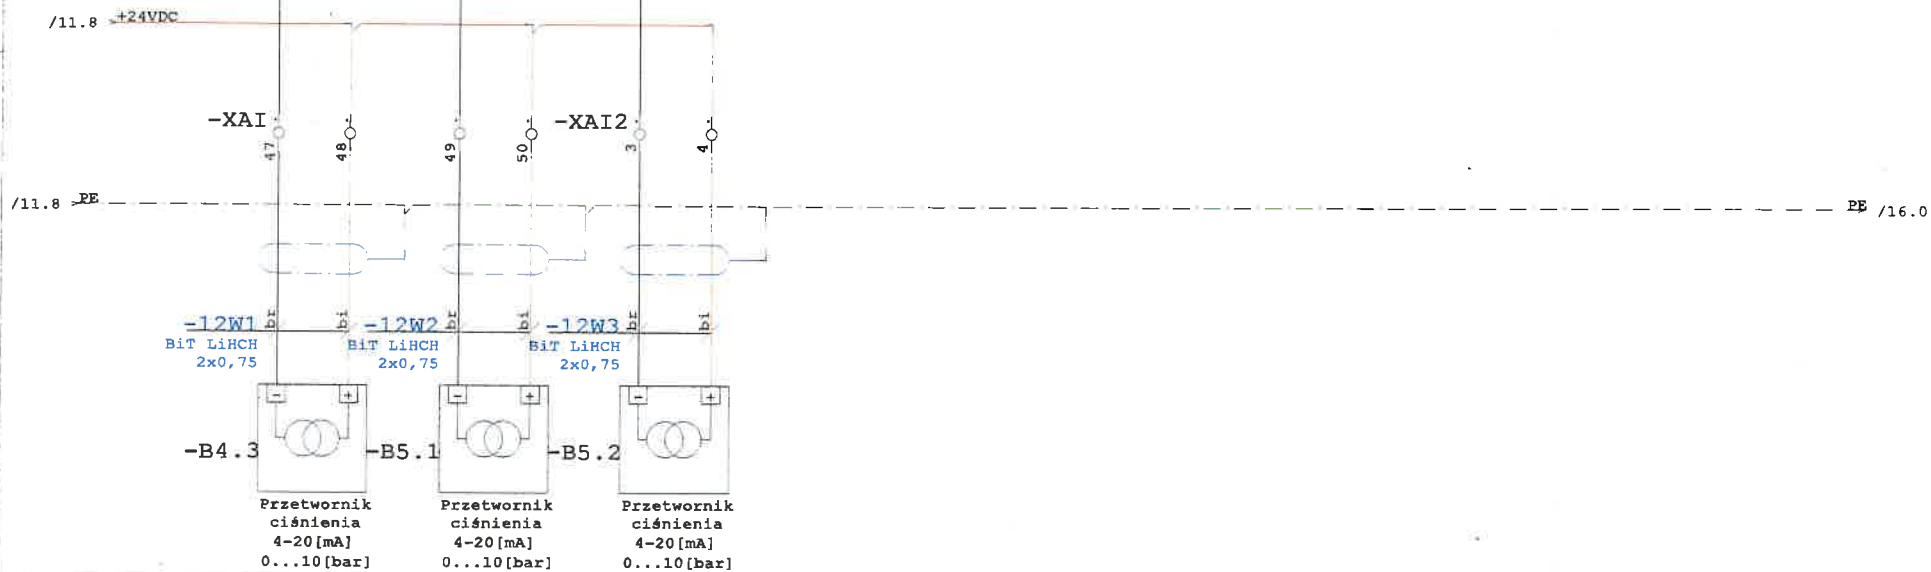 /11.8 +24VDC
-XAI 47 48 49 50 -XAI2 3 4
/11.8 PE PE /16.0
br bi br bi br bi
-12W1 -12W2 -12W3
BiT LiHCH BiT LiHCH BiT LiHCH
2x0,75 2x0,75 2x0,75
- + - + - +
-B4.3 -B5.1 -B5.2
Przetwornik Przetwornik Przetwornik
ciśnienia ciśnienia ciśnienia
4-20[mA] 4-20[mA] 4-20[mA]
0...10[bar] 0...10[bar] 0...10[bar]